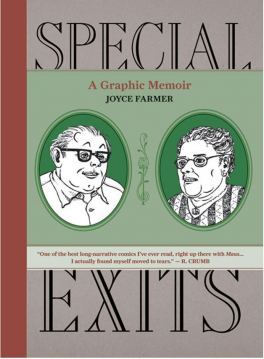 SPECIAL
A Graphic Memoir
JOYCE FARMER
"One of the best long-narrative comics I've ever read, right up there with Maus...
I actually found myself moved to tears." — R. CRUMB
EXITS